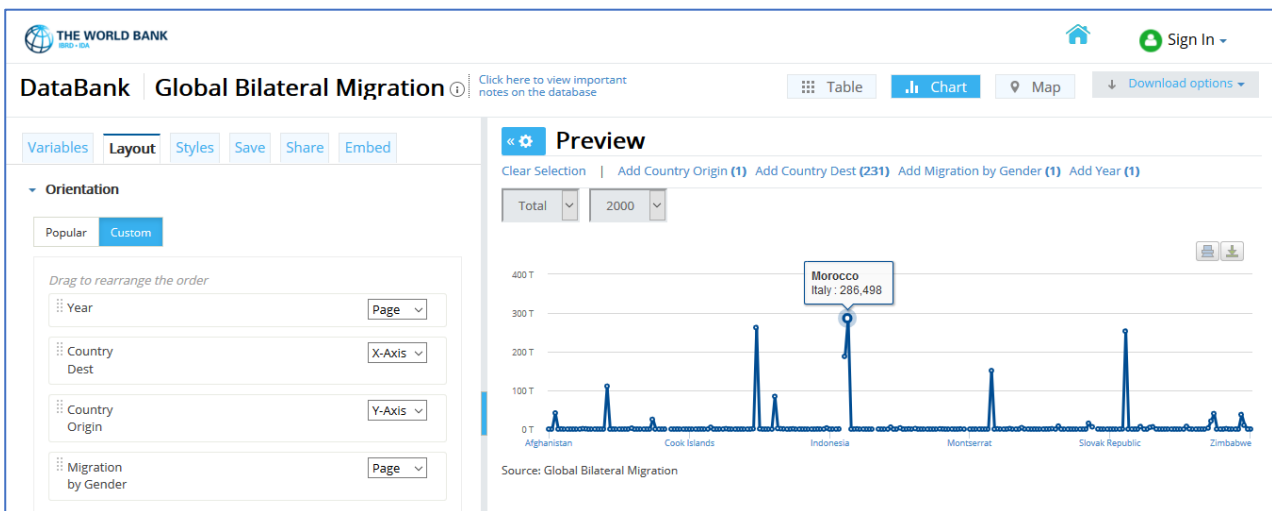 THE WORLD BANK
IBRD • IDA
Sign In
DataBank
Global Bilateral Migration
Click here to view important
notes on the database
Table
Chart
Map
Download options
Variables
Layout
Styles
Save
Share
Embed
Orientation
Popular
Custom
Drag to rearrange the order
Year
Page
Country
Dest
X-Axis
Country
Origin
Y-Axis
Migration
by Gender
Page
Preview
Clear Selection | Add Country Origin (1) Add Country Dest (231) Add Migration by Gender (1) Add Year (1)
Total
2000
400 T
300 T
200 T
100 T
0 T
Morocco
Italy : 286,498
Afghanistan
Cook Islands
Indonesia
Montserrat
Slovak Republic
Zimbabwe
Source: Global Bilateral Migration